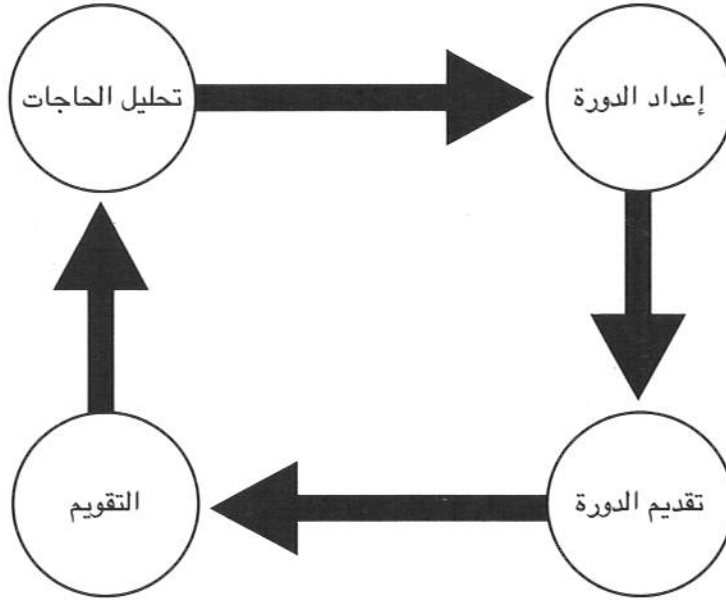 تحليل الحاجات
إعداد الدورة
تقديم الدورة
التقويم